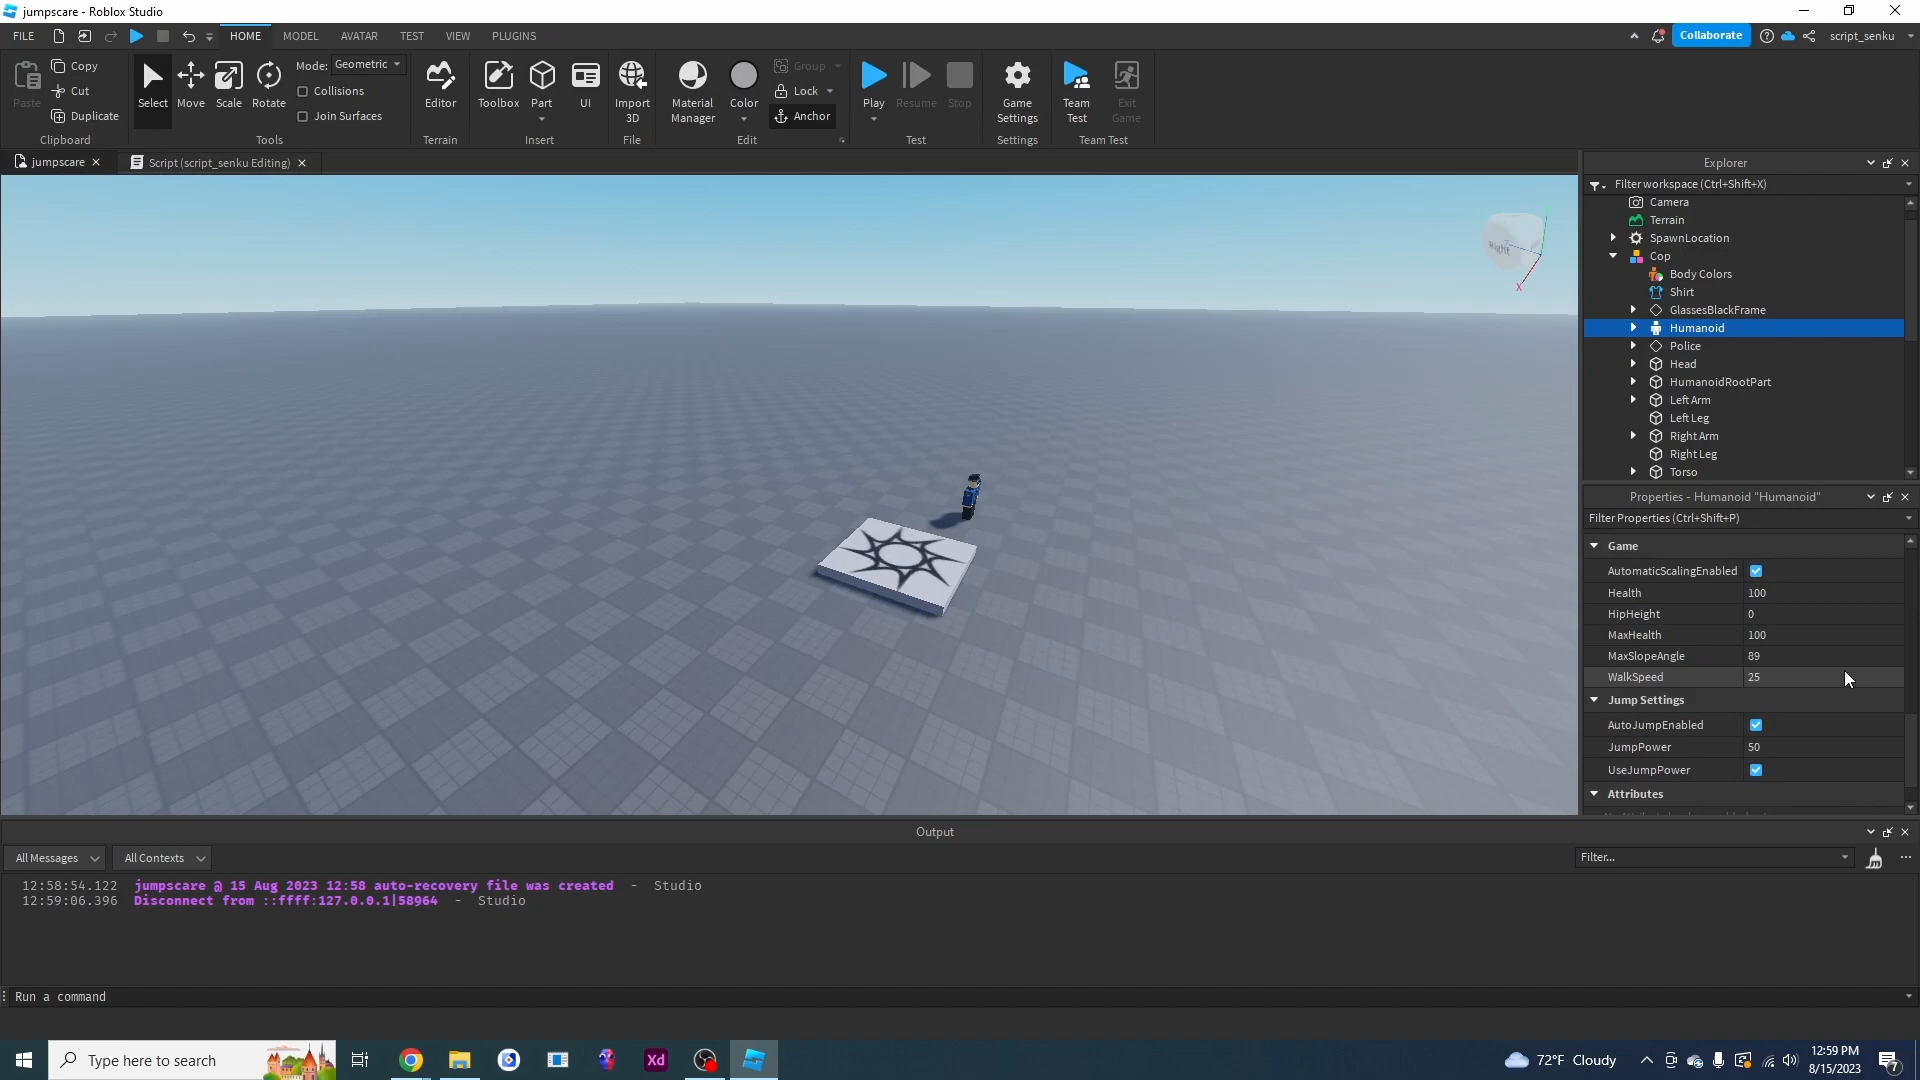 jumpscare - Roblox Studio
FILE HOME MODEL AVATAR TEST VIEW PLUGINS Collaborate script_senku
Paste
Copy
Cut
Duplicate
Clipboard
Select Move Scale Rotate
Mode: Geometric
Collisions
Join Surfaces
Tools
Editor
Terrain
Toolbox Part UI
Insert
Import
3D
File
Material
Manager
Color
Group
Lock
Anchor
Edit
Play Resume Stop
Test
Game
Settings
Settings
Team
Test
Exit
Game
Team Test
jumpscare Script (script_senku Editing)
Right
X
Explorer
Filter workspace (Ctrl+Shift+X)
Camera
Terrain
SpawnLocation
Cop
Body Colors
Shirt
GlassesBlackFrame
Humanoid
Police
Head
HumanoidRootPart
Left Arm
Left Leg
Right Arm
Right Leg
Torso
Properties - Humanoid "Humanoid"
Filter Properties (Ctrl+Shift+P)
Game
AutomaticScalingEnabled
Health 100
HipHeight 0
MaxHealth 100
MaxSlopeAngle 89
WalkSpeed 25
Jump Settings
AutoJumpEnabled
JumpPower 50
UseJumpPower
Attributes
Output
All Messages All Contexts Filter...
12:58:54.122 jumpscare @ 15 Aug 2023 12:58 auto-recovery file was created - Studio
12:59:06.396 Disconnect from ::ffff:127.0.0.1|58964 - Studio
Run a command
Type here to search
Xd
72°F Cloudy
12:59 PM
8/15/2023
7